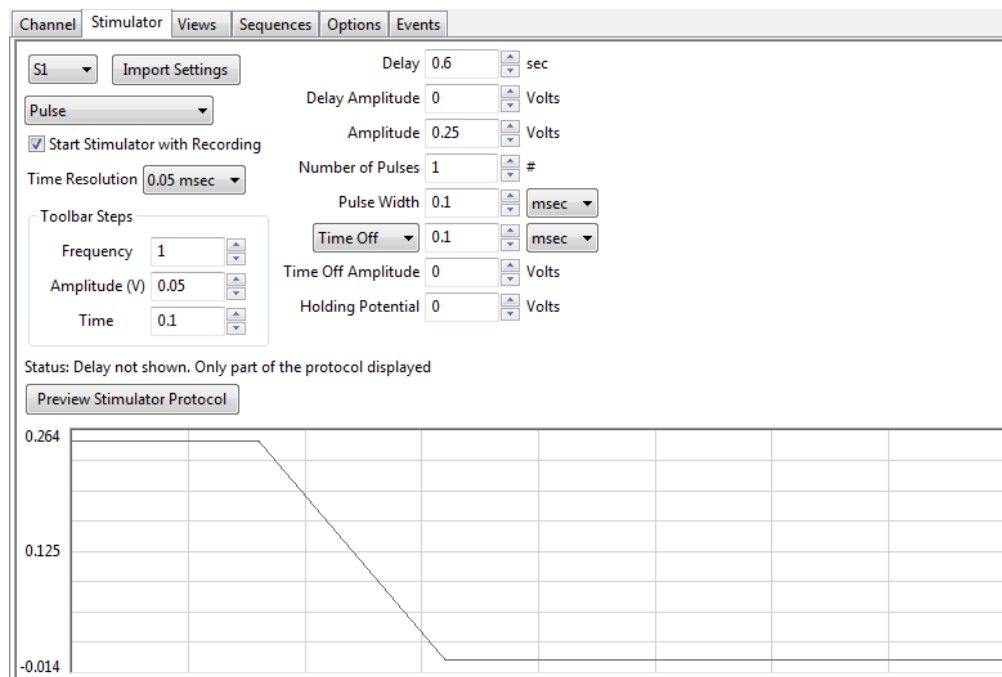 Channel Stimulator Views Sequences Options Events
S1 Import Settings
Pulse
Start Stimulator with Recording
Time Resolution 0.05 msec
Toolbar Steps
Frequency 1
Amplitude (V) 0.05
Time 0.1
Delay 0.6 sec
Delay Amplitude 0 Volts
Amplitude 0.25 Volts
Number of Pulses 1 #
Pulse Width 0.1 msec
Time Off 0.1 msec
Time Off Amplitude 0 Volts
Holding Potential 0 Volts
Status: Delay not shown. Only part of the protocol displayed
Preview Stimulator Protocol
0.264
0.125
-0.014